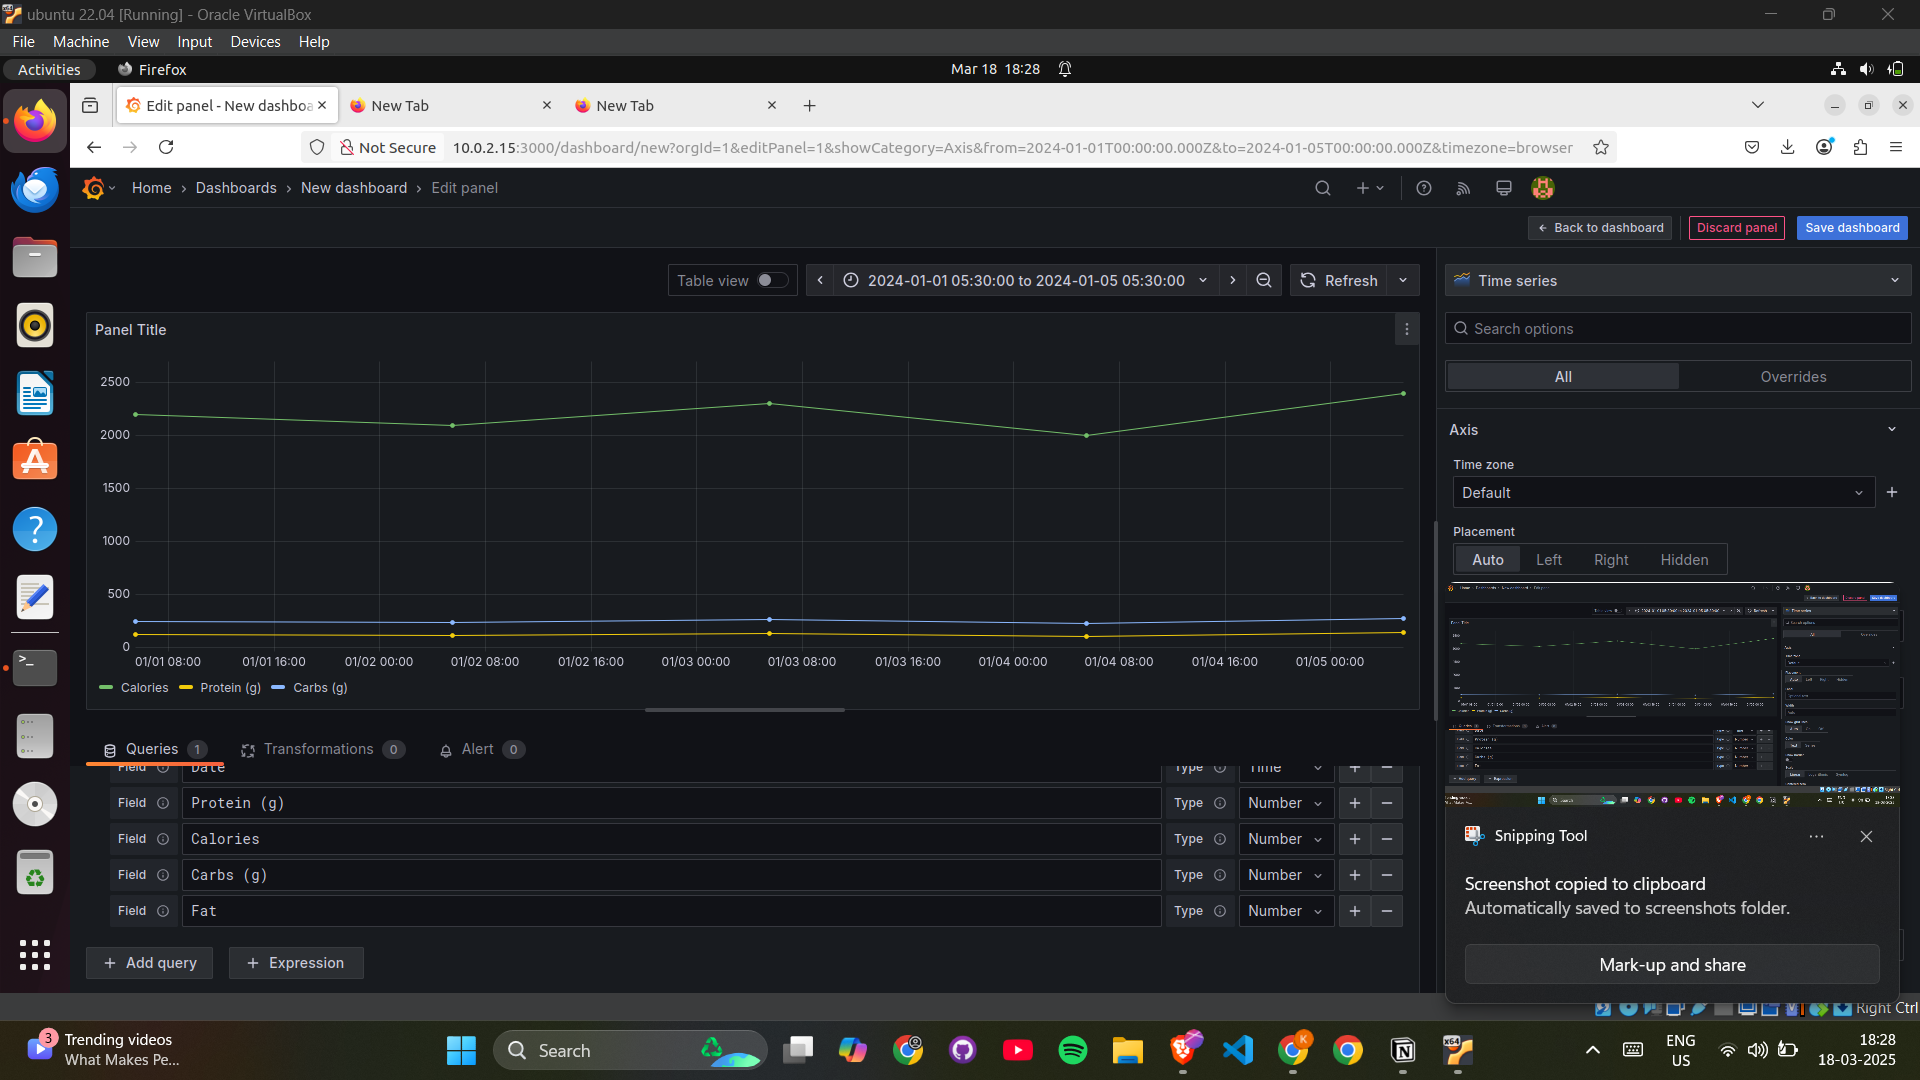 ubuntu 22.04 [Running] - Oracle VirtualBox
File Machine View Input Devices Help
Activities Firefox Mar 18 18:28
Edit panel - New dashboa New Tab New Tab
Not Secure 10.0.2.15:3000/dashboard/new?orgId=1&editPanel=1&showCategory=Axis&from=2024-01-01T00:00:00.000Z&to=2024-01-05T00:00:00.000Z&timezone=browser
Home › Dashboards › New dashboard › Edit panel
Back to dashboard Discard panel Save dashboard
Table view 2024-01-01 05:30:00 to 2024-01-05 05:30:00 Refresh
Time series
Search options
All Overrides
Panel Title
2500
2000
1500
1000
500
0
01/01 08:00 01/01 16:00 01/02 00:00 01/02 08:00 01/02 16:00 01/03 00:00 01/03 08:00 01/03 16:00 01/04 00:00 01/04 08:00 01/04 16:00 01/05 00:00
Calories Protein (g) Carbs (g)
Axis
Time zone
Default
Placement
Auto Left Right Hidden
Queries 1 Transformations 0 Alert 0
Field Date Type Time
Field Protein (g) Type Number
Field Calories Type Number
Field Carbs (g) Type Number
Field Fat Type Number
Add query Expression
Snipping Tool
Screenshot copied to clipboard
Automatically saved to screenshots folder.
Mark-up and share
Right Ctrl
3
Trending videos
What Makes Pe...
Search
K
x64
ENG
US
18:28
18-03-2025